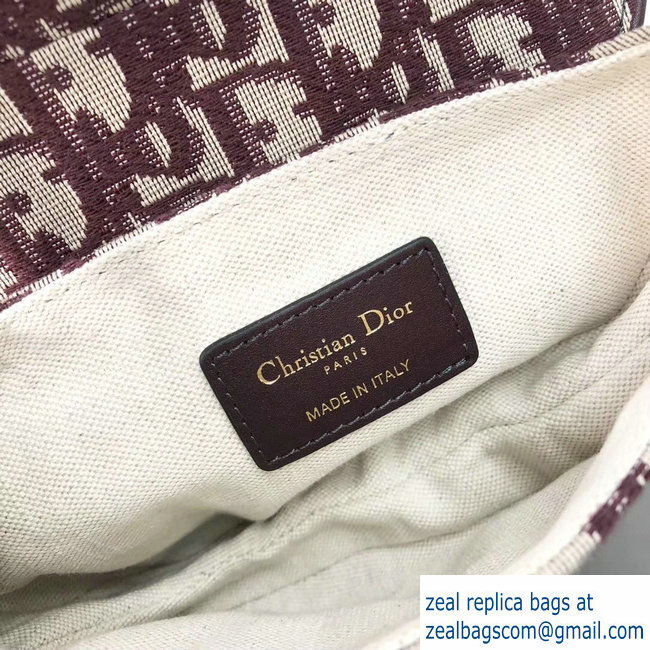 Christian Dior
PARIS
MADE IN ITALY
zeal replica bags at
zealbagscom@gmail.com